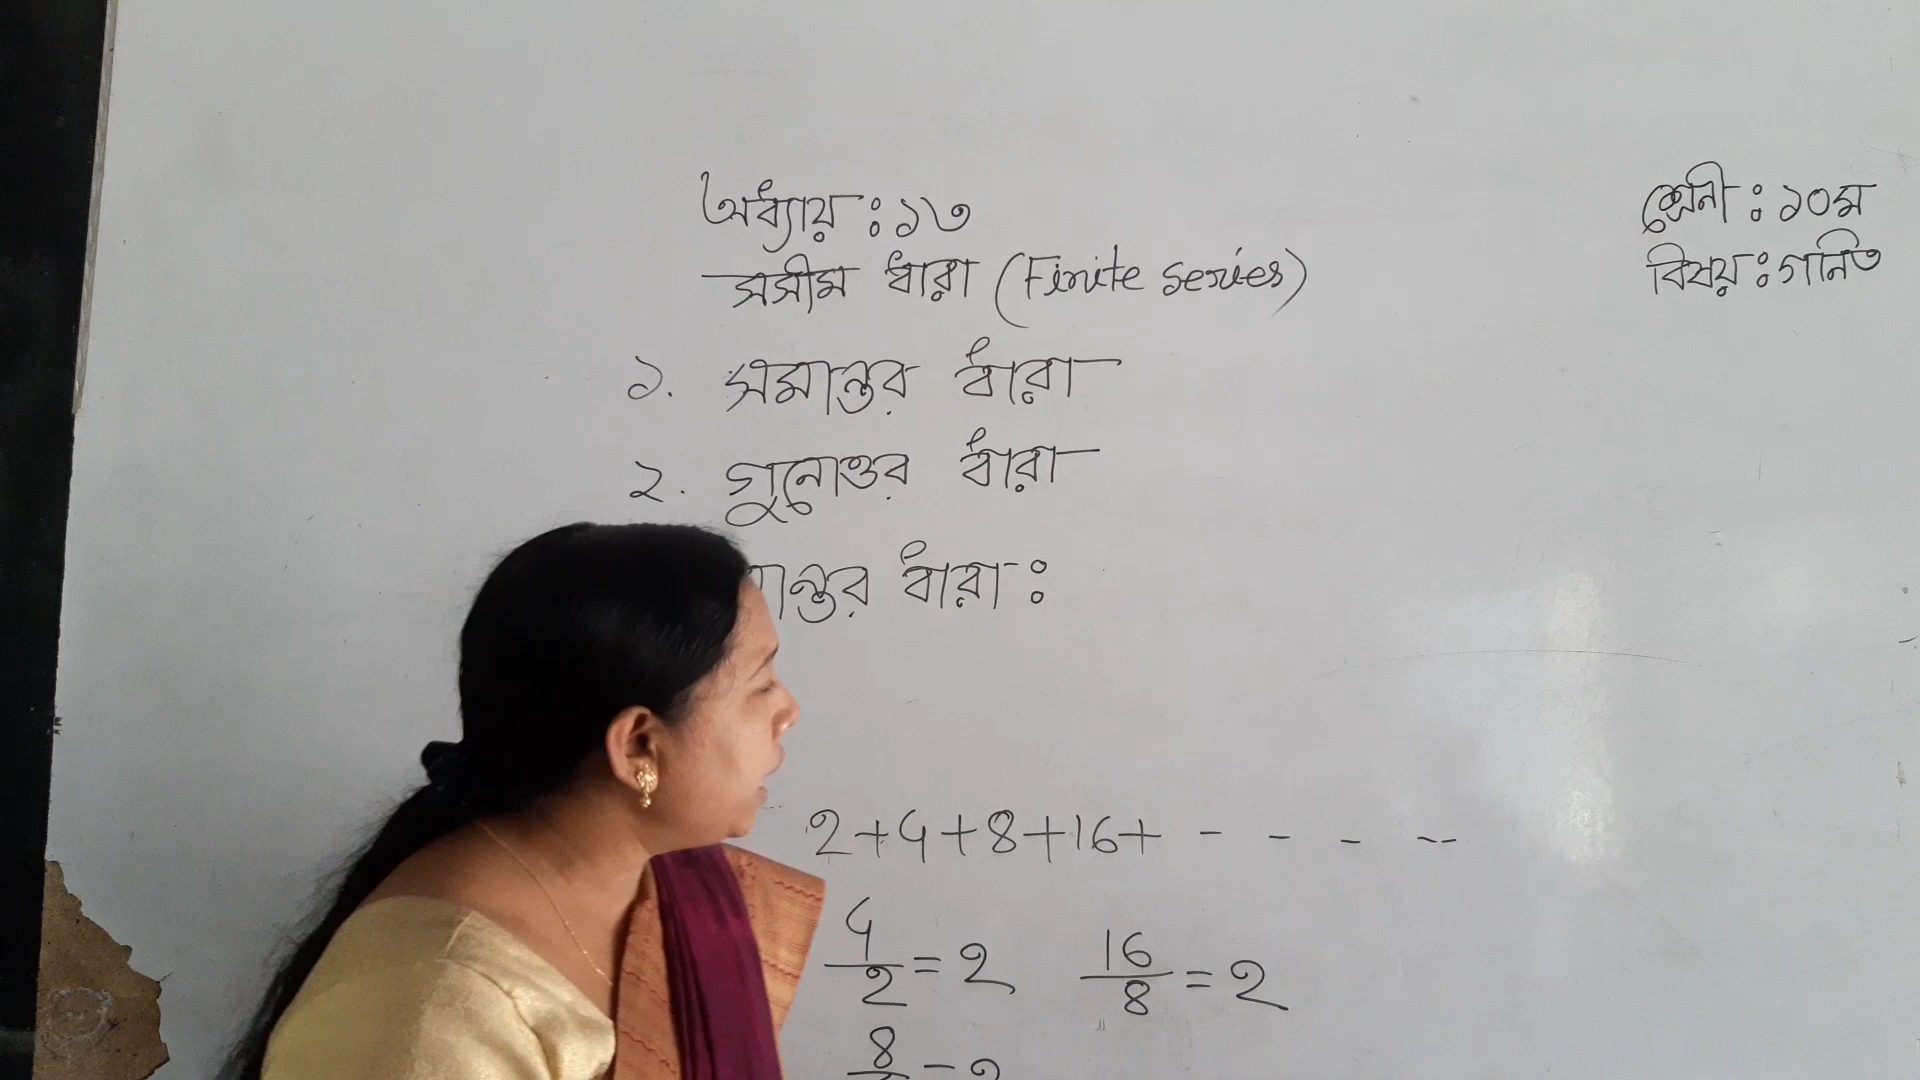 অধ্যায় : ১৩
সসীম ধারা (Finite series)
শ্রেনী : ১০ম
বিষয় : গনিত
১. সমান্তর ধারা
২. গুনোত্তর ধারা
ধারা :
2+4+8+16+ - - - --
4/2 = 2
16/8 = 2